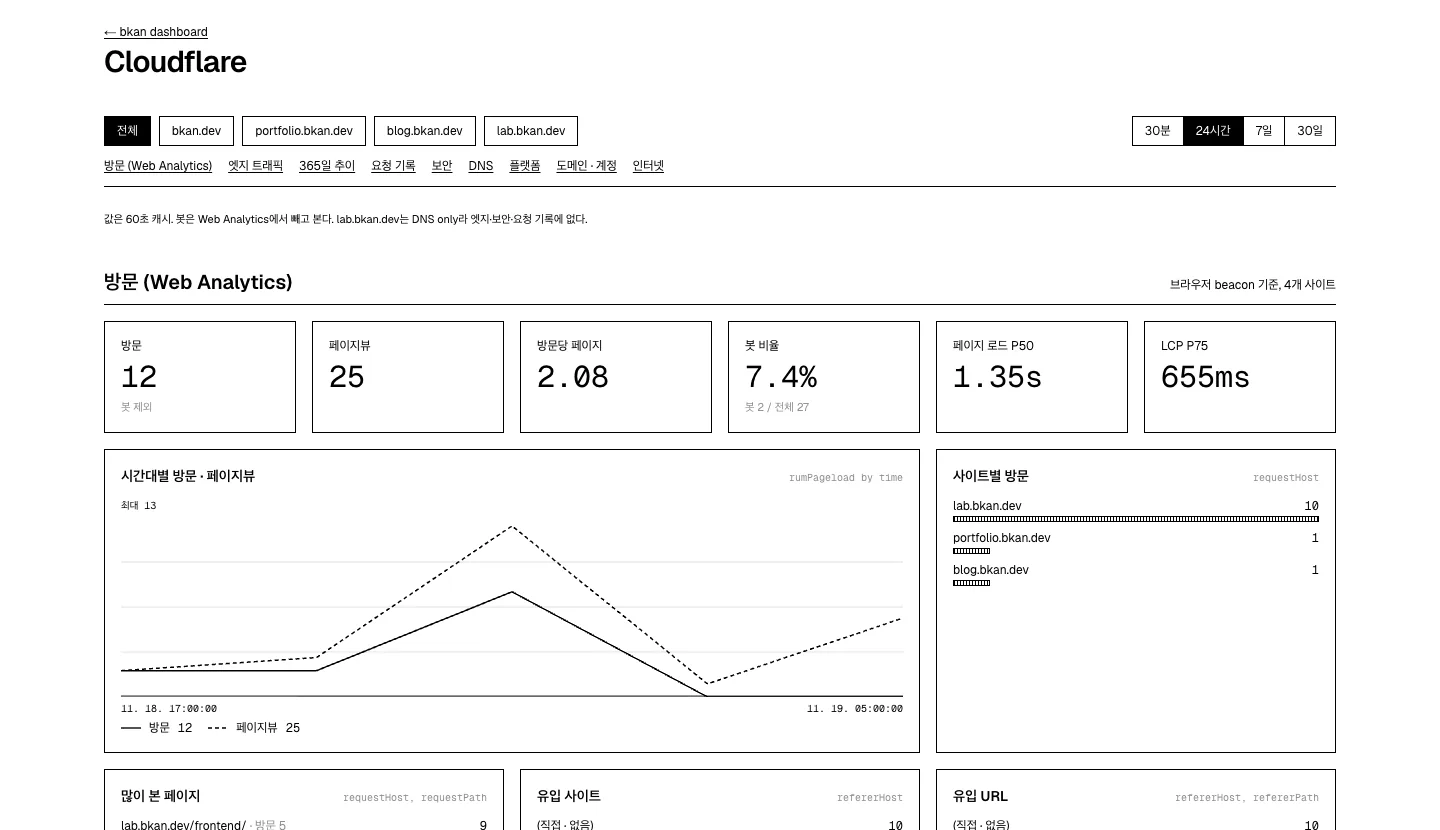 ← bkan dashboard
Cloudflare
전체 bkan.dev portfolio.bkan.dev blog.bkan.dev lab.bkan.dev 30분 24시간 7일 30일
방문 (Web Analytics) 엣지 트래픽 365일 추이 요청 기록 보안 DNS 플랫폼 도메인 · 계정 인터넷
값은 60초 캐시. 봇은 Web Analytics에서 빼고 본다. lab.bkan.dev는 DNS only라 엣지·보안·요청 기록에 없다.
방문 (Web Analytics) 브라우저 beacon 기준, 4개 사이트
방문
12
봇 제외
페이지뷰
25
방문당 페이지
2.08
봇 비율
7.4%
봇 2 / 전체 27
페이지 로드 P50
1.35s
LCP P75
655ms
시간대별 방문 · 페이지뷰 rumPageload by time
최대 13
11. 18. 17:00:00 11. 19. 05:00:00
방문 12 페이지뷰 25
사이트별 방문 requestHost
lab.bkan.dev 10
portfolio.bkan.dev 1
blog.bkan.dev 1
많이 본 페이지 requestHost, requestPath
lab.bkan.dev/frontend/ · 방문 5 9
유입 사이트 refererHost
(직접 · 없음) 10
유입 URL refererHost, refererPath
(직접 · 없음) 10